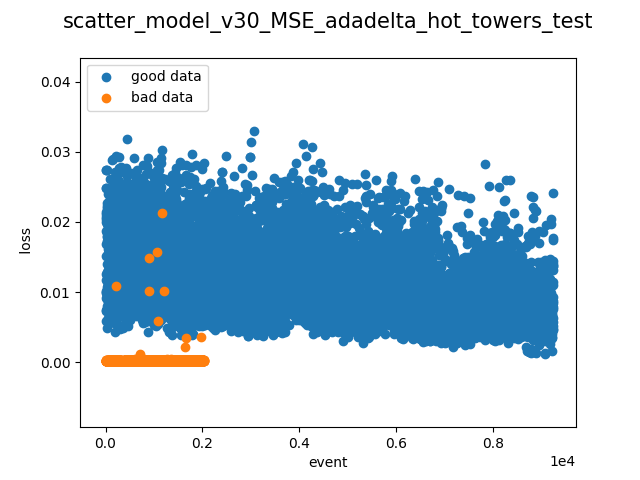 scatter_model_v30_MSE_adadelta_hot_towers_test
good data
bad data
0.04
0.03
0.02
0.01
0.00
loss
0.0 0.2 0.4 0.6 0.8
event
1e4